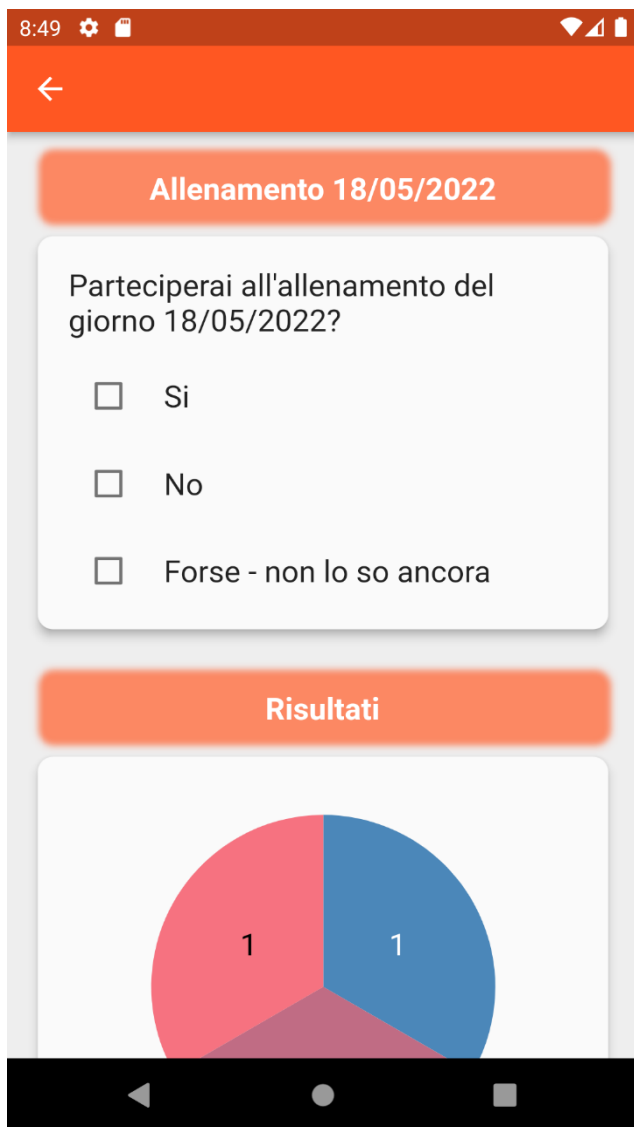 8:49
Allenamento 18/05/2022
Parteciperai all'allenamento del
giorno 18/05/2022?
Si
No
Forse - non lo so ancora
Risultati
1 1